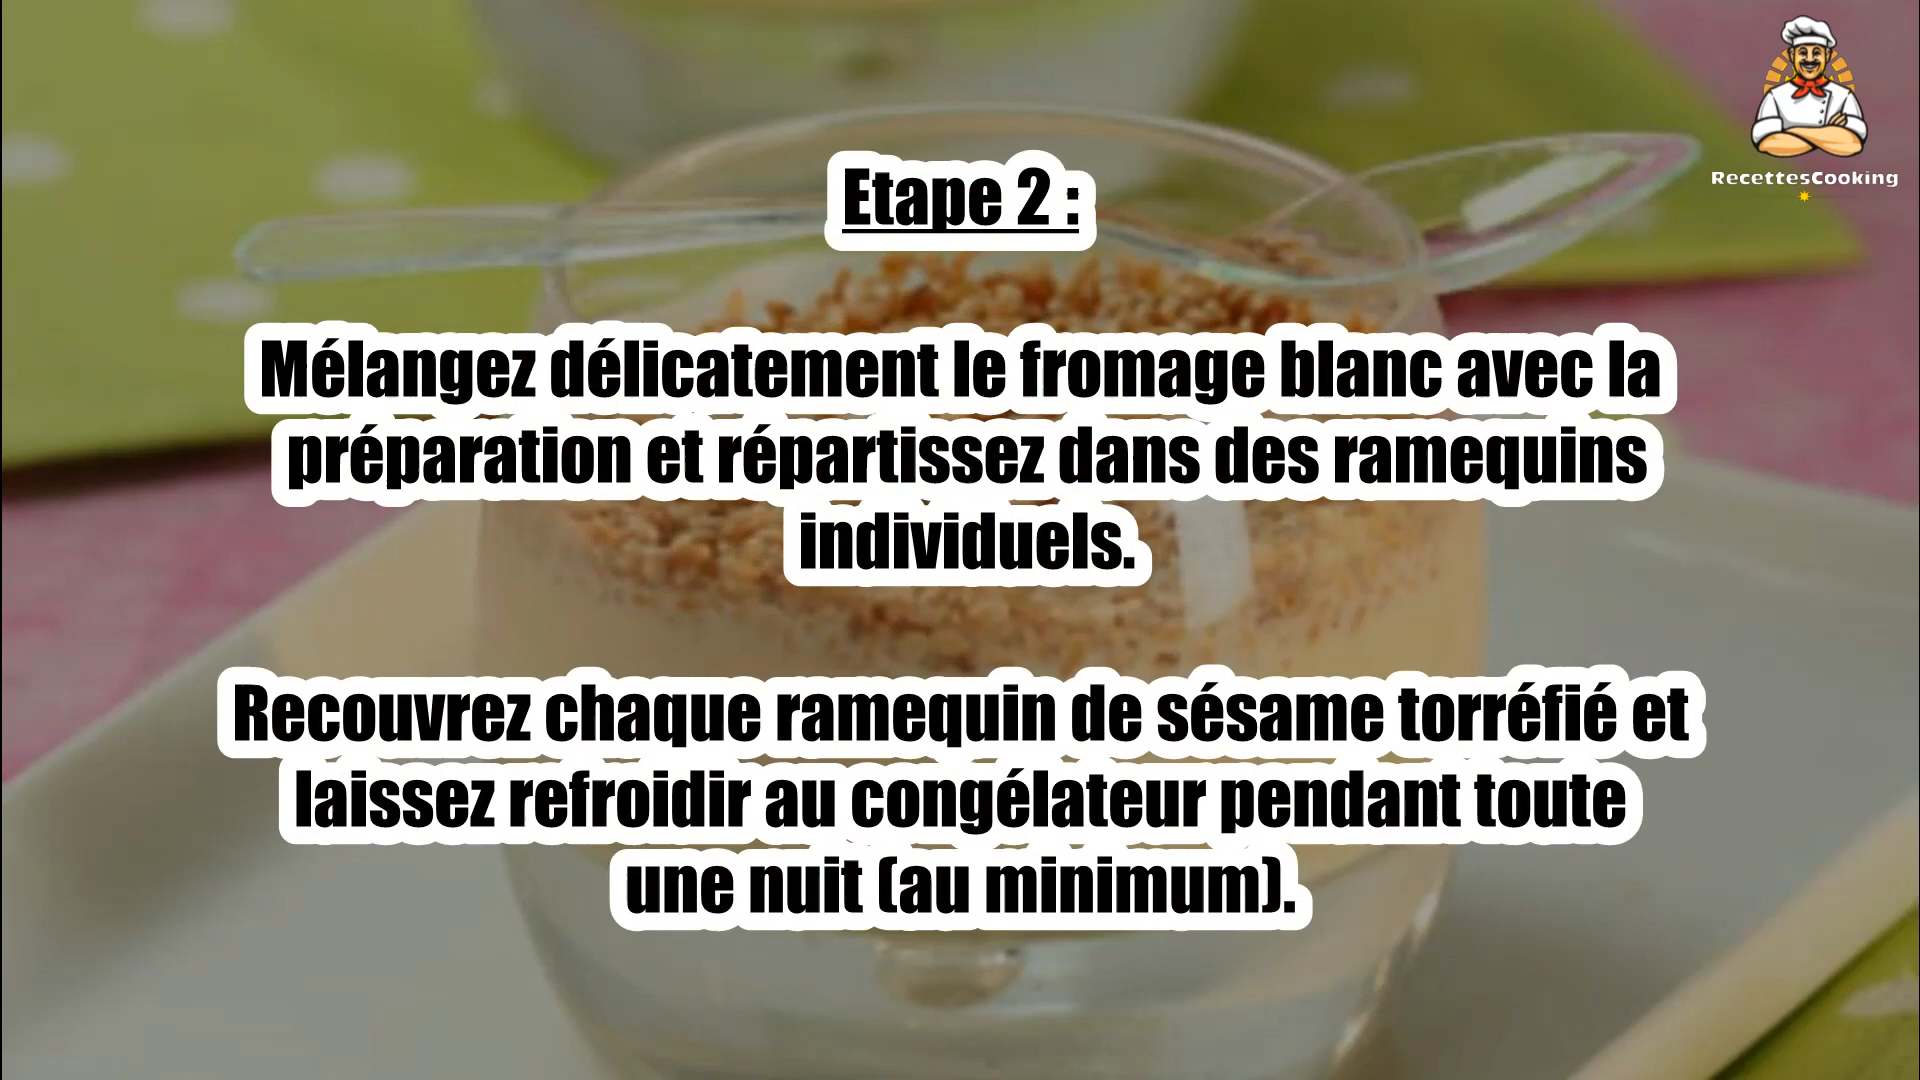 RecettesCooking
Etape 2 :
Mélangez délicatement le fromage blanc avec la
préparation et répartissez dans des ramequins
individuels.
Recouvrez chaque ramequin de sésame torréfié et
laissez refroidir au congélateur pendant toute
une nuit (au minimum).